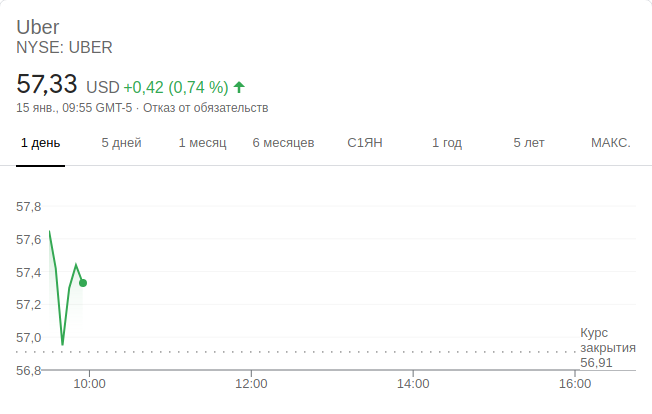 Uber
NYSE: UBER
57,33 USD +0,42 (0,74 %)
15 янв., 09:55 GMT-5 · Отказ от обязательств
1 день 5 дней 1 месяц 6 месяцев С1ЯН 1 год 5 лет МАКС.
57,8
57,6
57,4
57,2
57,0
56,8
Курс
закрытия
56,91
10:00 12:00 14:00 16:00